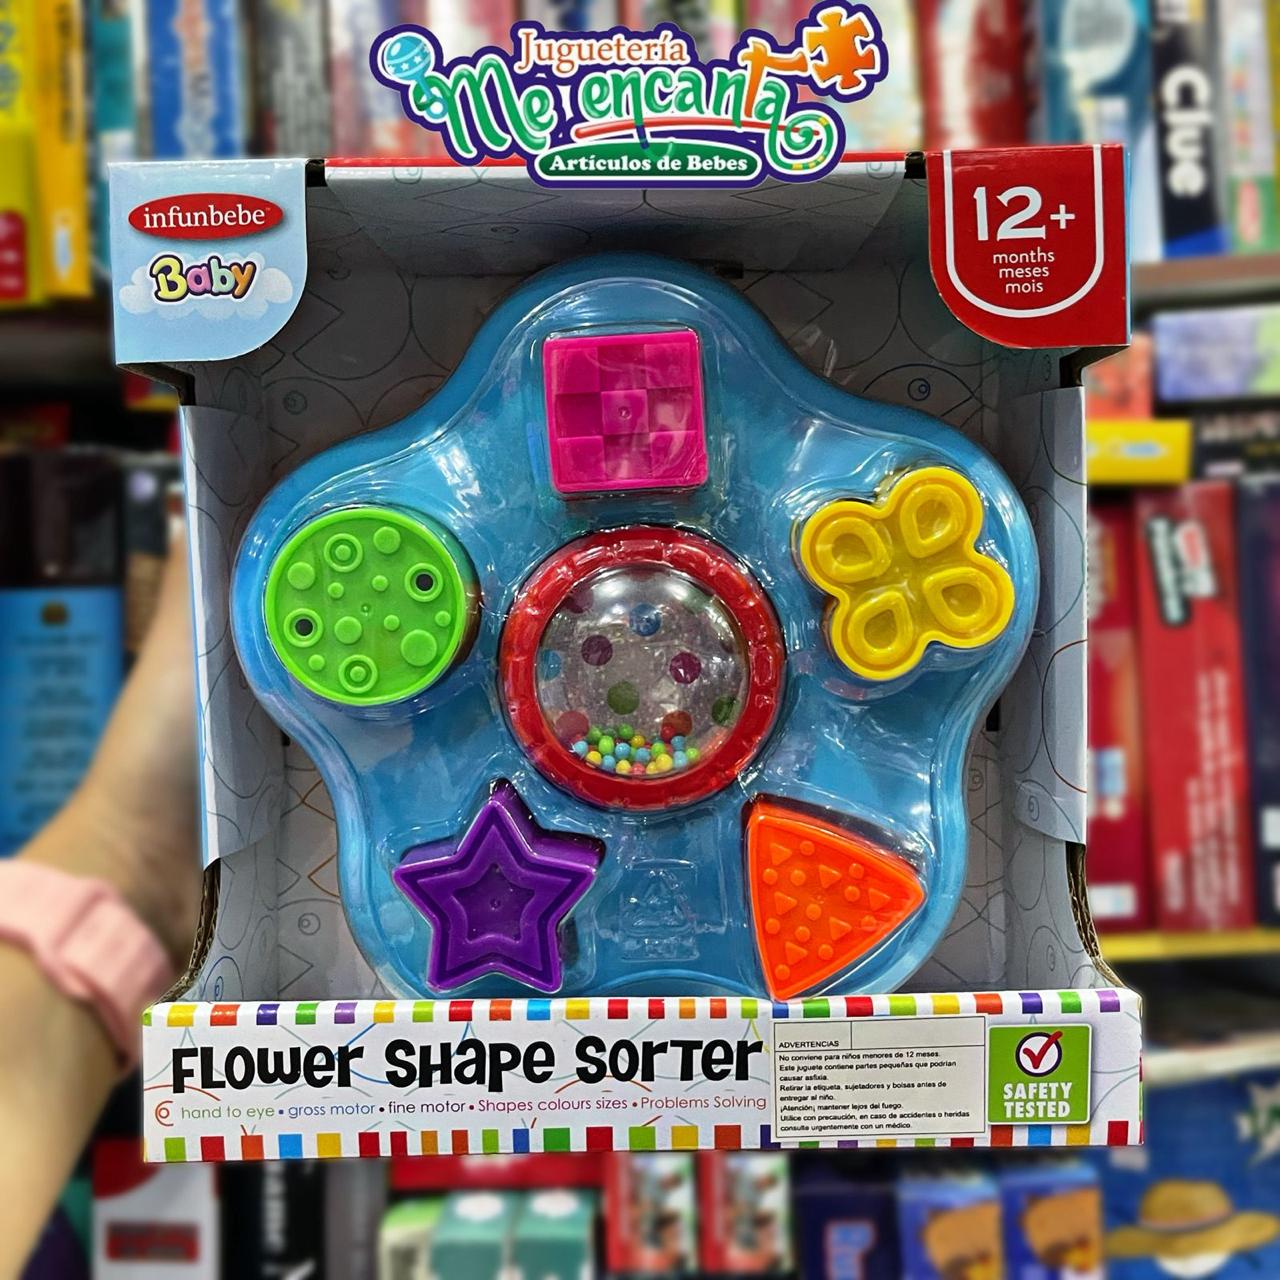 Juguetería
Me encanta
Artículos de Bebes
Clue
infunbebe
Baby
12+
months
meses
mois
FLOWER SHAPE SORTER
hand to eye • gross motor • fine motor • Shapes colours sizes • Problems Solving
ADVERTENCIAS
No conviene para niños menores de 12 meses.
Este juguete contiene partes pequeñas que podrían
causar asfixia.
Retirar la etiqueta, sujetadores y bolsas antes de
entregar al niño.
¡Atención¡ mantener lejos del fuego.
Utilice con precaución, en caso de accidentes o heridas
consulte urgentemente con un médico.
SAFETY
TESTED